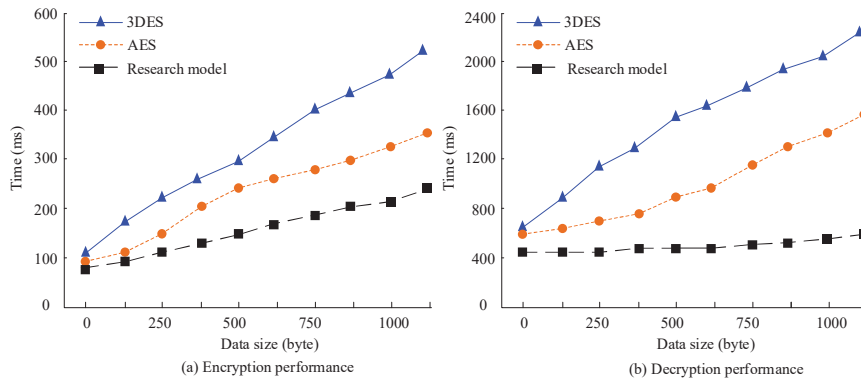 600
500
400
300
200
100
0
Time (ms)
3DES
AES
Research model
0
250
500
750
1000
Data size (byte)
(a) Encryption performance
2400
2000
1600
1200
800
400
0
Time (ms)
3DES
AES
Research model
0
250
500
750
1000
Data size (byte)
(b) Decryption performance